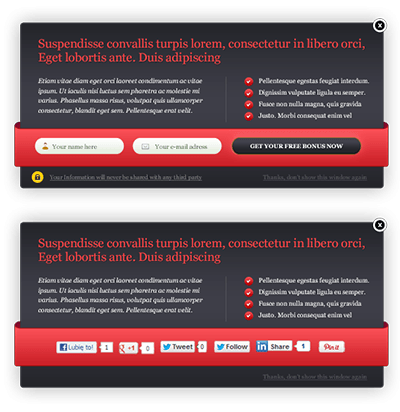 Suspendisse convallis turpis lorem, consectetur in libero orci,
Eget lobortis ante. Duis adipiscing
Etiam vitae diam eget orci laoreet condimentum ac vitae
ipsum. Ut iaculis nisi luctus sem pharetra ac molestie mi
varius. Phasellus massa risus, volutpat quis ullamcorper
consectetur, blandit eget sem. Phasellus erat velit.
Pellentesque egestas feugiat interdum.
Dignissim vulputate ligula eu semper.
Fusce non nulla magna, quis gravida
Justo. Morbi consequat enim vel
Your name here
Your e-mail adress
GET YOUR FREE BONUS NOW
Your Information will never be shared with any third party
Thanks, don't show this window again
Suspendisse convallis turpis lorem, consectetur in libero orci,
Eget lobortis ante. Duis adipiscing
Etiam vitae diam eget orci laoreet condimentum ac vitae
ipsum. Ut iaculis nisi luctus sem pharetra ac molestie mi
varius. Phasellus massa risus, volutpat quis ullamcorper
consectetur, blandit eget sem. Phasellus erat velit.
Pellentesque egestas feugiat interdum.
Dignissim vulputate ligula eu semper.
Fusce non nulla magna, quis gravida
Justo. Morbi consequat enim vel
Lubię to! 1 +1 0 Tweet 0 Follow in Share 1 Pin it
Thanks, don't show this window again